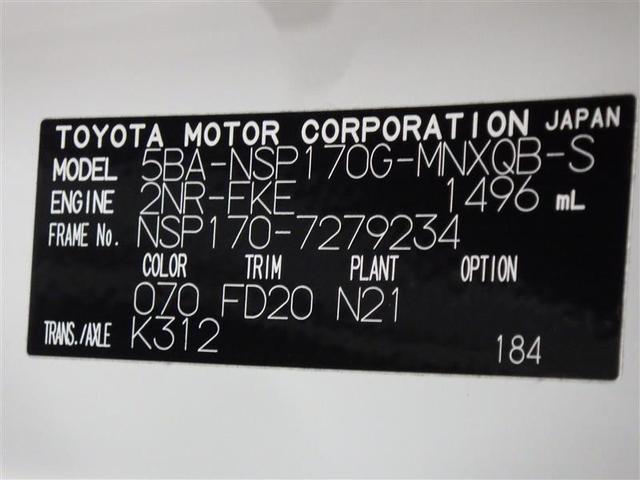 TOYOTA MOTOR CORPORATION JAPAN
MODEL 5BA-NSP170G-MNXQB-S
ENGINE 2NR-FKE 1496 mL
FRAME No. NSP170-7279234
COLOR TRIM PLANT OPTION
070 FD20 N21
TRANS./AXLE K312
184